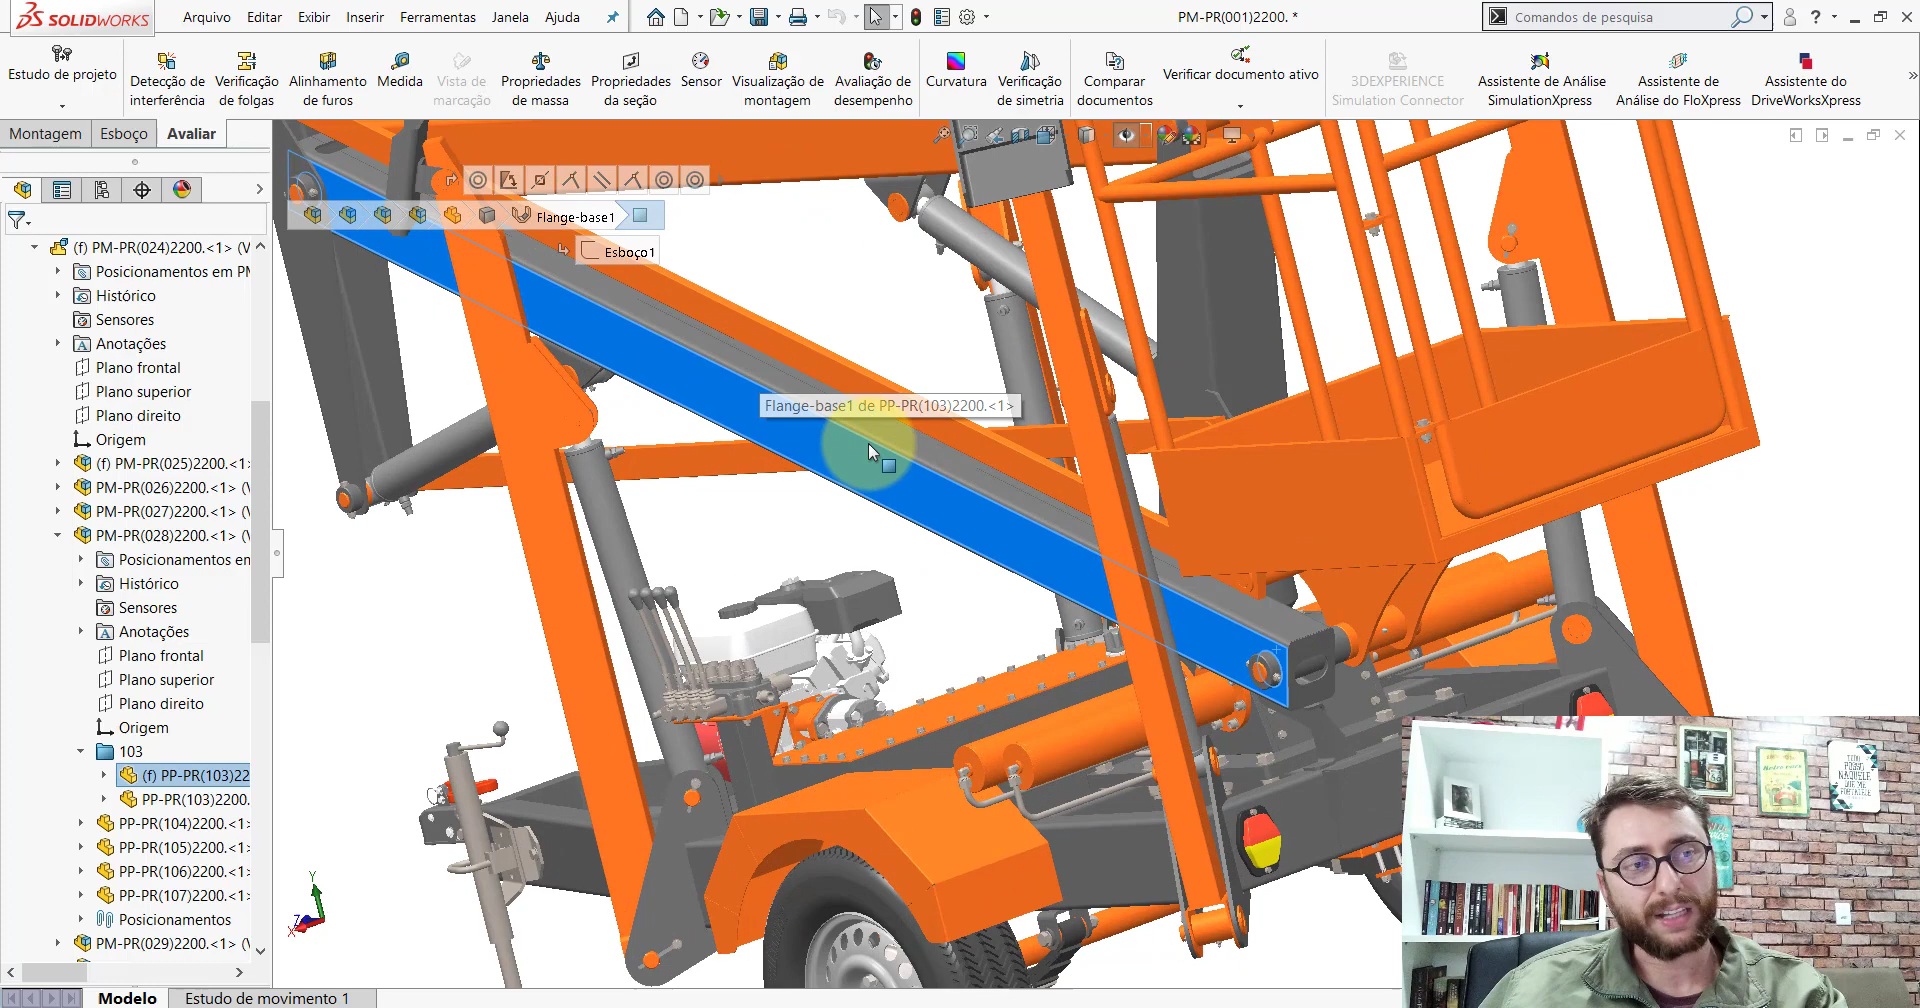 SOLIDWORKS
Arquivo
Editar
Exibir
Inserir
Ferramentas
Janela
Ajuda
PM-PR(001)2200. *
Comandos de pesquisa
Estudo de projeto
Detecção de interferência
Verificação de folgas
Alinhamento de furos
Medida
Vista de marcação
Propriedades de massa
Propriedades da seção
Sensor
Visualização de montagem
Avaliação de desempenho
Curvatura
Verificação de simetria
Comparar documentos
Verificar documento ativo
3DEXPERIENCE Simulation Connector
Assistente de Análise SimulationXpress
Assistente de Análise do FloXpress
Assistente do DriveWorksXpress
Montagem
Esboço
Avaliar
Flange-base1
Esboço1
(f) PM-PR(024)2200.<1>
Posicionamentos em PM
Histórico
Sensores
Anotações
Plano frontal
Plano superior
Plano direito
Origem
(f) PM-PR(025)2200.<1>
PM-PR(026)2200.<1> (V
PM-PR(027)2200.<1> (V
PM-PR(028)2200.<1> (V
Posicionamentos em
Histórico
Sensores
Anotações
Plano frontal
Plano superior
Plano direito
Origem
103
(f) PP-PR(103)22
PP-PR(103)2200.
PP-PR(104)2200.<1>
PP-PR(105)2200.<1>
PP-PR(106)2200.<1>
PP-PR(107)2200.<1>
Posicionamentos
PM-PR(029)2200.<1> (V
Flange-base1 de PP-PR(103)2200.<1>
Y
Z
X
TUDO
POSSO
NAQUELE
QUE ME
FORTALECE
Modelo
Estudo de movimento 1